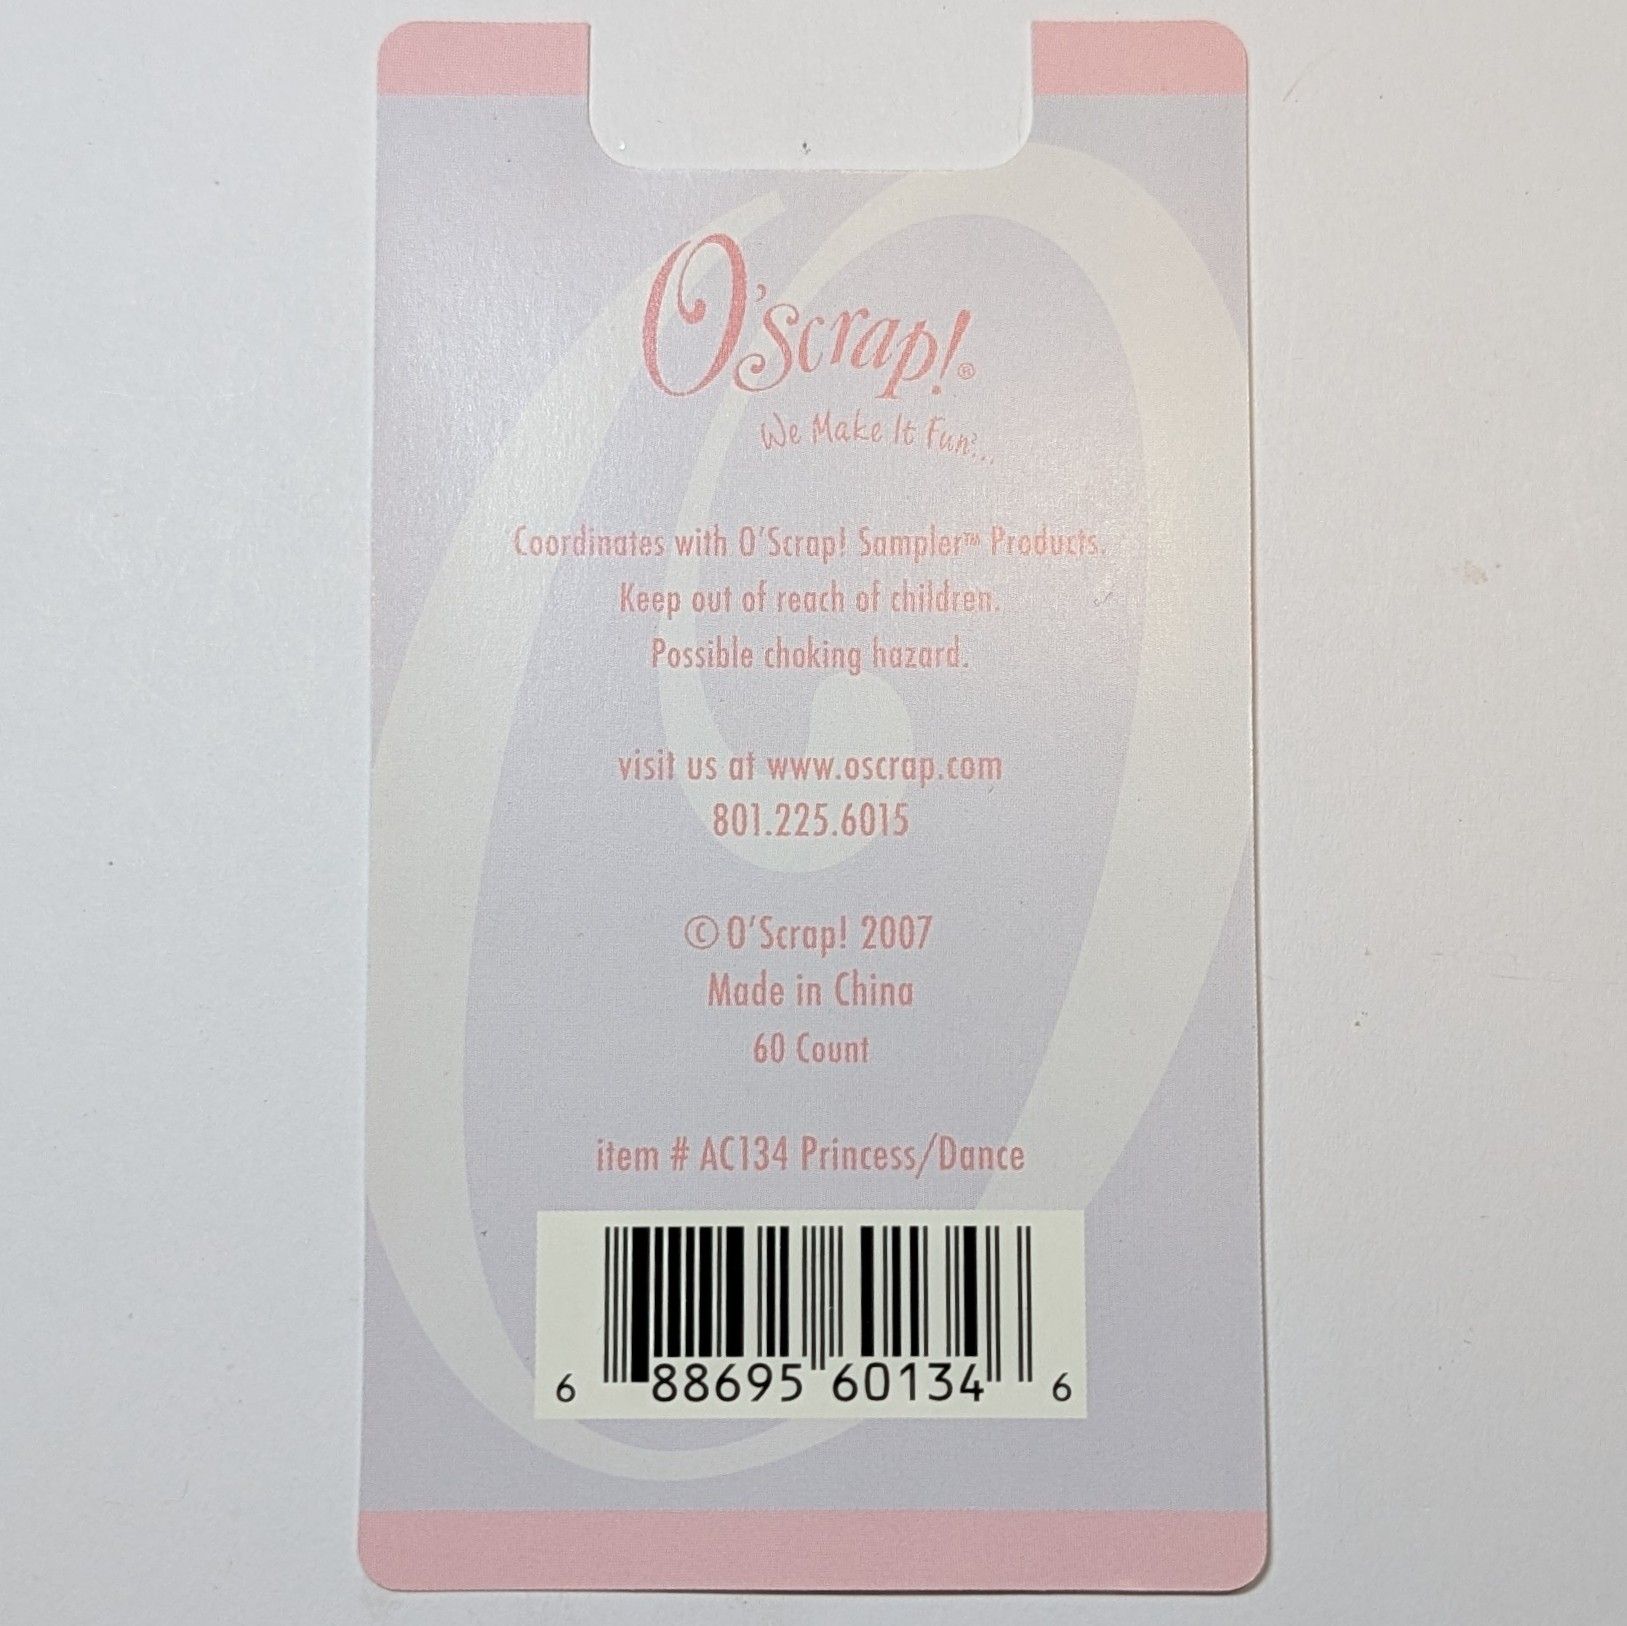 O'scrap!®
We Make It Fun!...
Coordinates with O'Scrap! Sampler™ Products.
Keep out of reach of children.
Possible choking hazard.
visit us at www.oscrap.com
801.225.6015
© O'Scrap! 2007
Made in China
60 Count
item # AC134 Princess/Dance
6 88695 60134 6